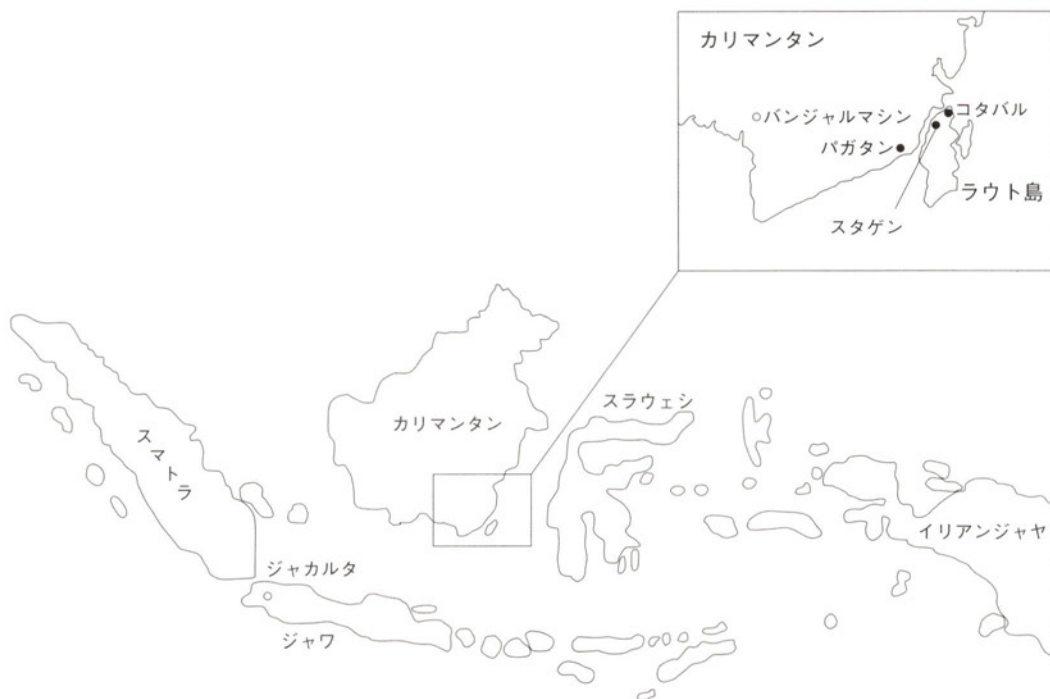 カリマンタン
バンジャルマシン
コタバル
パガタン
ラウト島
スタゲン
スラウェシ
カリマンタン
スマトラ
イリアンジャヤ
ジャカルタ
ジャワ